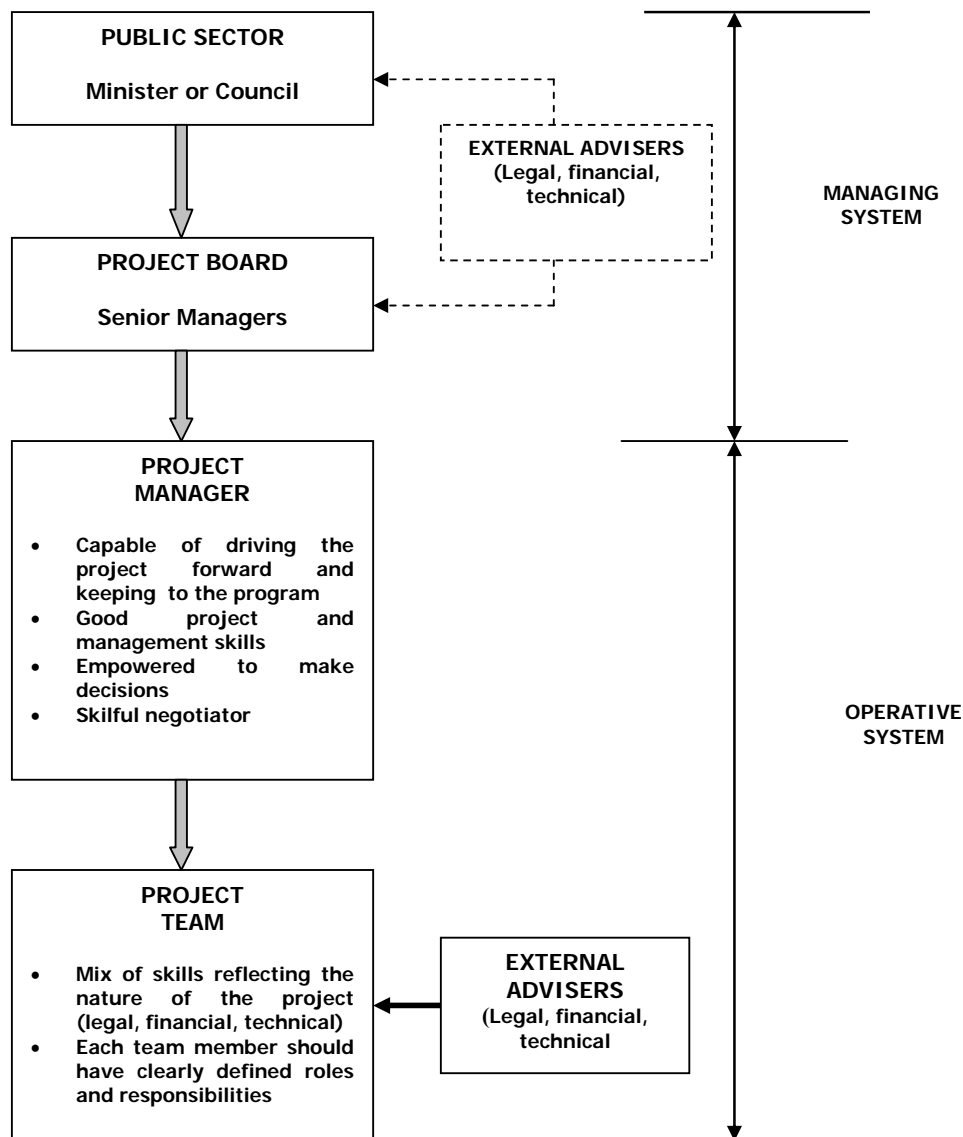 PUBLIC SECTOR
Minister or Council
EXTERNAL ADVISERS
(Legal, financial,
technical)
MANAGING
SYSTEM
PROJECT BOARD
Senior Managers
PROJECT
MANAGER
• Capable of driving the
project forward and
keeping to the program
• Good project and
management skills
• Empowered to make
decisions
• Skilful negotiator
OPERATIVE
SYSTEM
PROJECT
TEAM
• Mix of skills reflecting the
nature of the project
(legal, financial, technical)
• Each team member should
have clearly defined roles
and responsibilities
EXTERNAL
ADVISERS
(Legal, financial,
technical